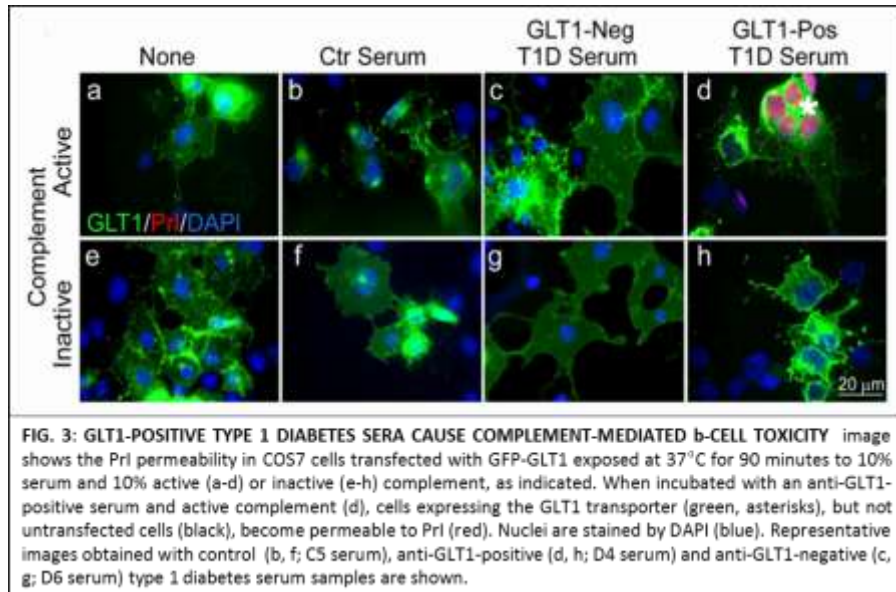 None
Ctr Serum
GLT1-Neg
T1D Serum
GLT1-Pos
T1D Serum
Complement
Active
Inactive
a
b
c
d
*
GLT1/PrI/DAPI
e
f
g
h
20 µm
FIG. 3: GLT1-POSITIVE TYPE 1 DIABETES SERA CAUSE COMPLEMENT-MEDIATED b-CELL TOXICITY image
shows the PrI permeability in COS7 cells transfected with GFP-GLT1 exposed at 37°C for 90 minutes to 10%
serum and 10% active (a-d) or inactive (e-h) complement, as indicated. When incubated with an anti-GLT1-
positive serum and active complement (d), cells expressing the GLT1 transporter (green, asterisks), but not
untransfected cells (black), become permeable to PrI (red). Nuclei are stained by DAPI (blue). Representative
images obtained with control (b, f; C5 serum), anti-GLT1-positive (d, h; D4 serum) and anti-GLT1-negative (c,
g; D6 serum) type 1 diabetes serum samples are shown.